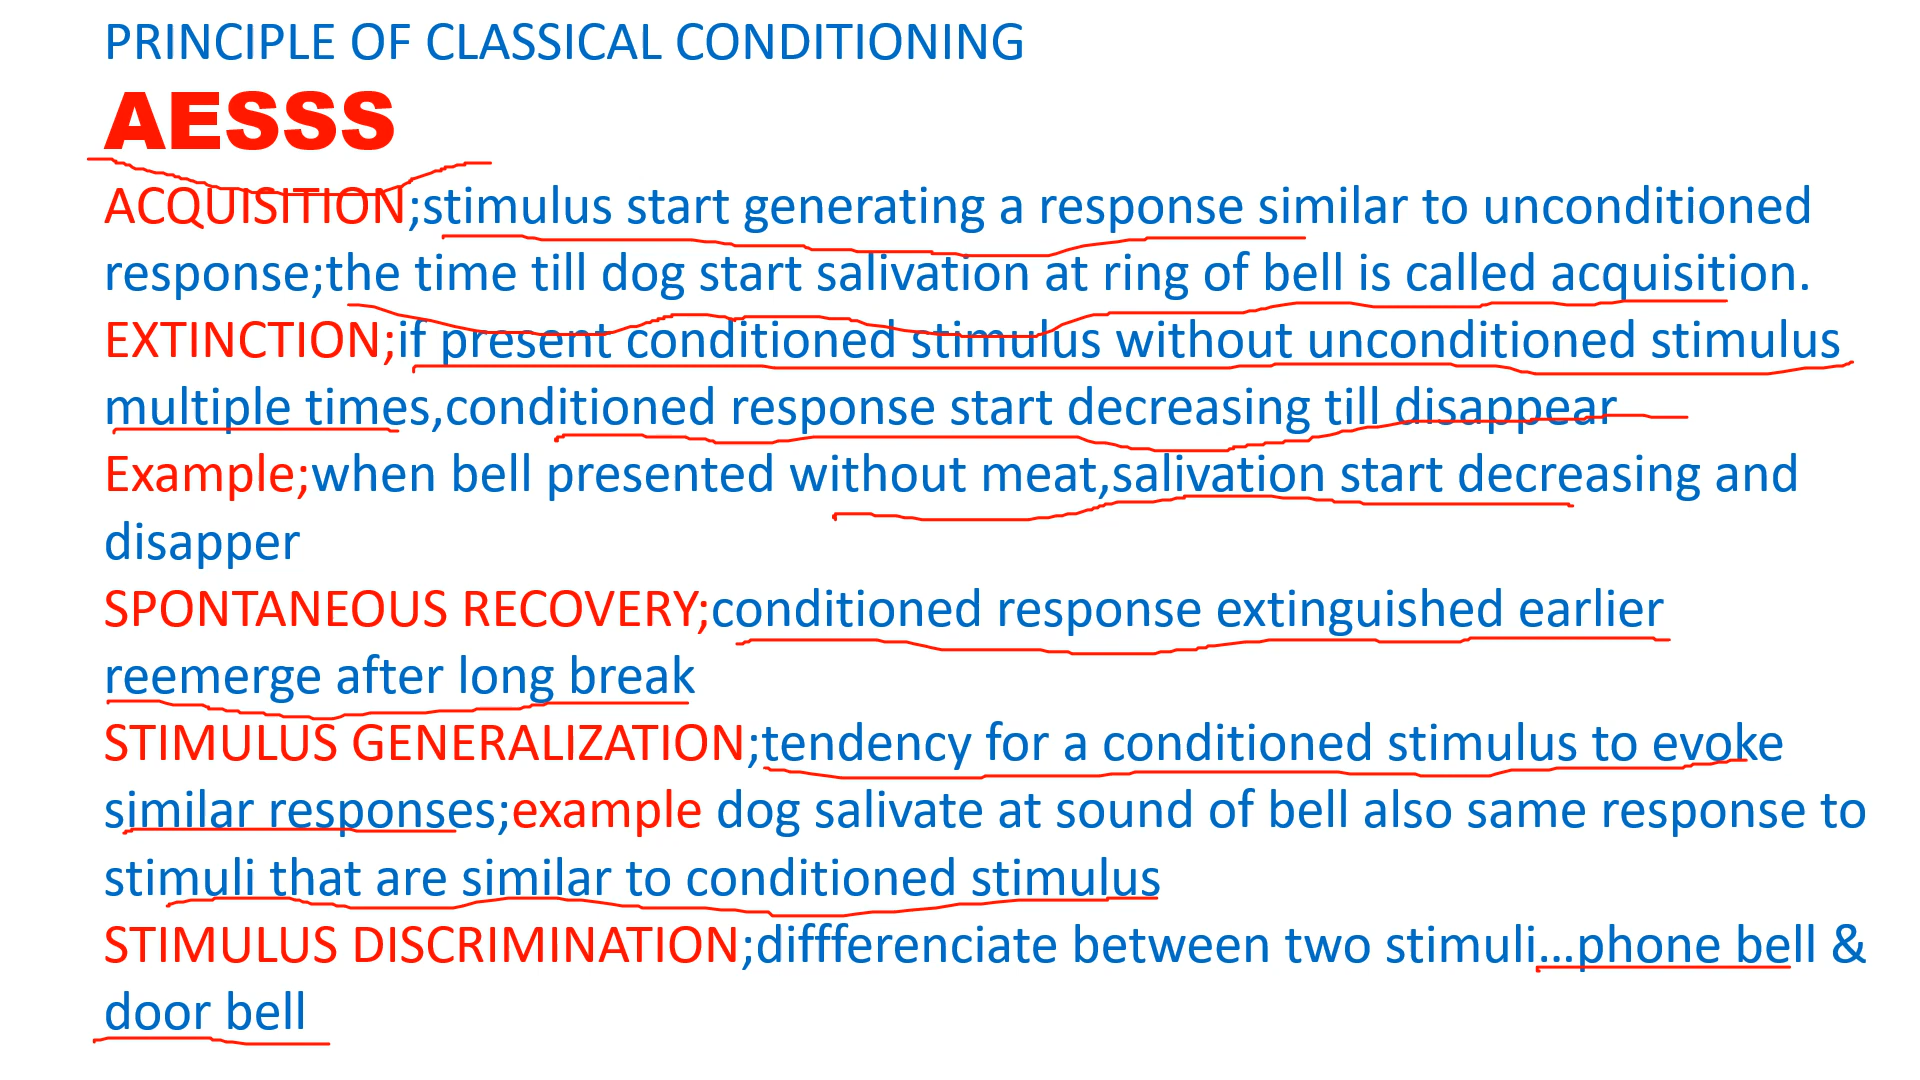 PRINCIPLE OF CLASSICAL CONDITIONING
AESSS
ACQUISITION;stimulus start generating a response similar to unconditioned
response;the time till dog start salivation at ring of bell is called acquisition.
EXTINCTION;if present conditioned stimulus without unconditioned stimulus
multiple times,conditioned response start decreasing till disappear
Example;when bell presented without meat,salivation start decreasing and
disapper
SPONTANEOUS RECOVERY;conditioned response extinguished earlier
reemerge after long break
STIMULUS GENERALIZATION;tendency for a conditioned stimulus to evoke
similar responses;example dog salivate at sound of bell also same response to
stimuli that are similar to conditioned stimulus
STIMULUS DISCRIMINATION;diffferenciate between two stimuli...phone bell &
door bell